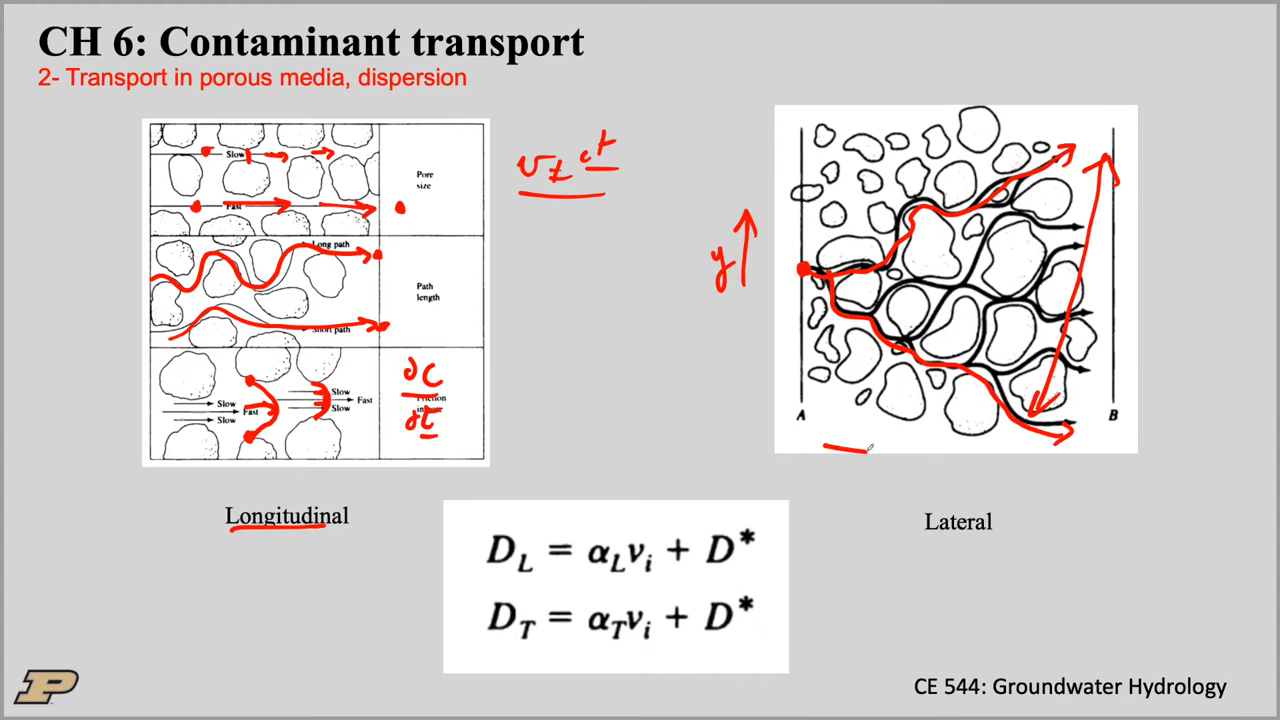 CH 6: Contaminant transport
2- Transport in porous media, dispersion
Slow
Fast
Pore
size
Long path
Short path
Path
length
Slow
Fast
Slow
Slow
Fast
Slow
∂C
∂t
y
A
B
Longitudinal
Lateral
D_L = α_L v_i + D*
D_T = α_T v_i + D*
CE 544: Groundwater Hydrology
P